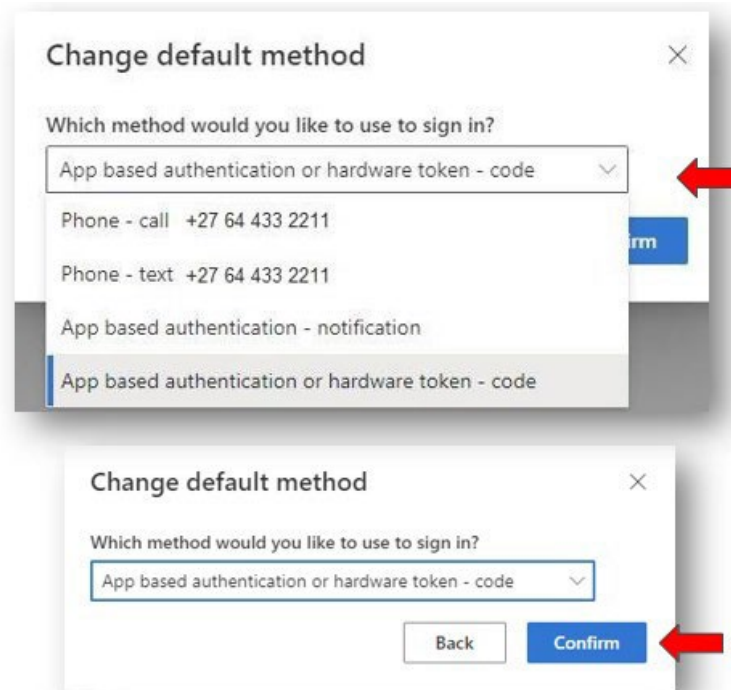 Change default method
Which method would you like to use to sign in?
App based authentication or hardware token - code
Phone - call +27 64 433 2211
irm
Phone - text +27 64 433 2211
App based authentication - notification
App based authentication or hardware token - code
Change default method
Which method would you like to use to sign in?
App based authentication or hardware token - code
Back Confirm